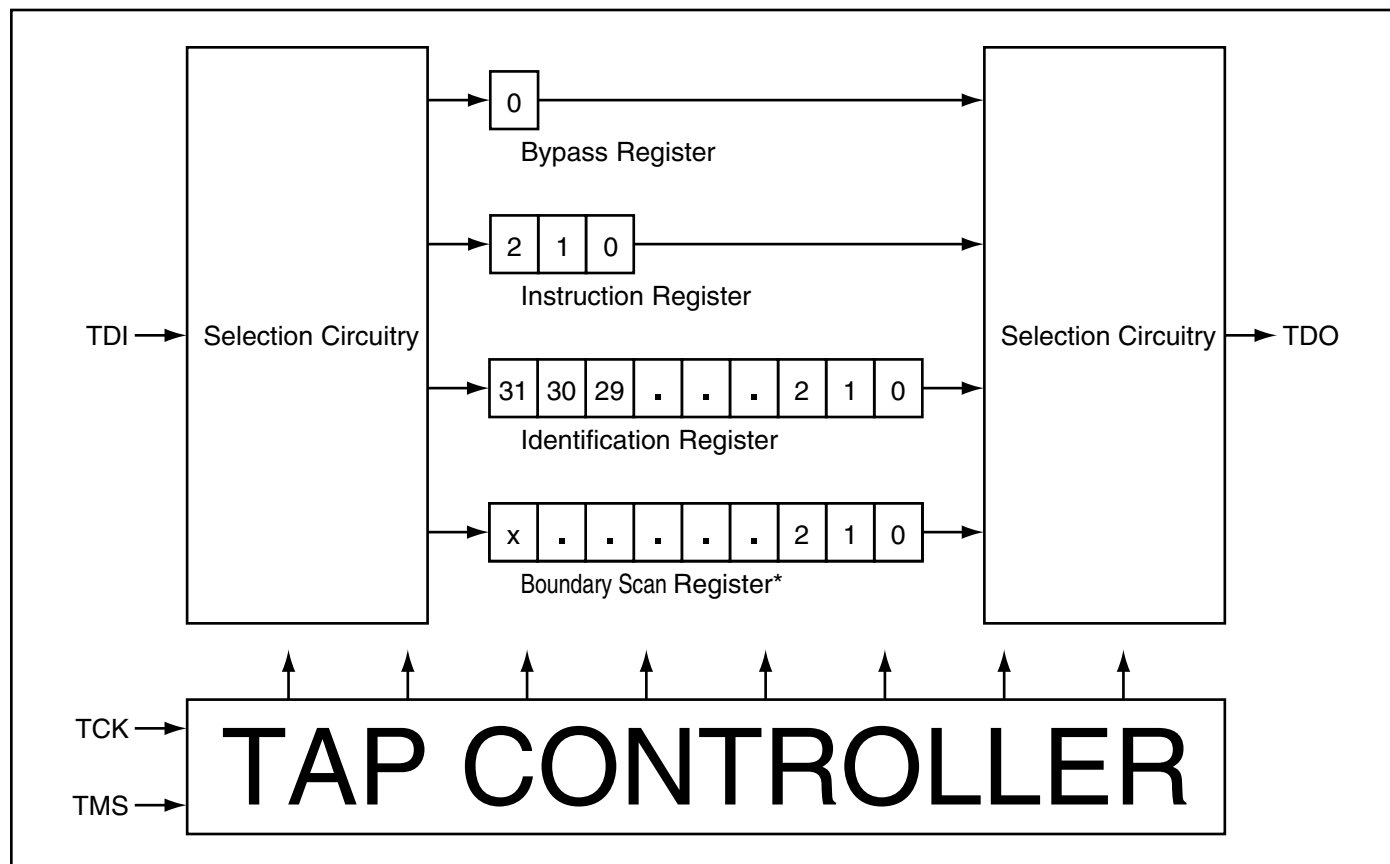 0
Bypass Register
2 1 0
Instruction Register
TDI
Selection Circuitry
Selection Circuitry
TDO
31 30 29 . . . 2 1 0
Identification Register
x . . . . . 2 1 0
Boundary Scan Register*
TCK
TMS
TAP CONTROLLER